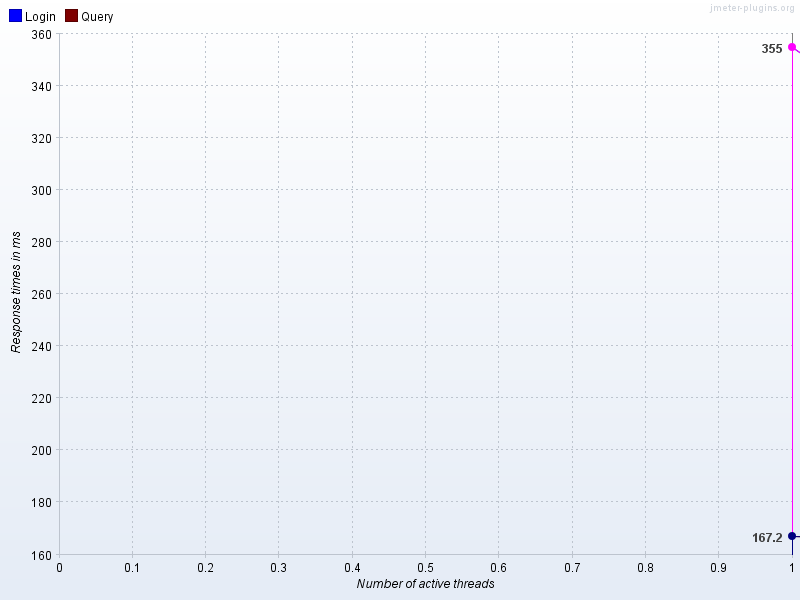 jmeter-plugins.org
Login Query
360
355
340
320
300
280
260
240
220
200
180
167.2
160
Response times in ms
0 0.1 0.2 0.3 0.4 0.5 0.6 0.7 0.8 0.9 1
Number of active threads